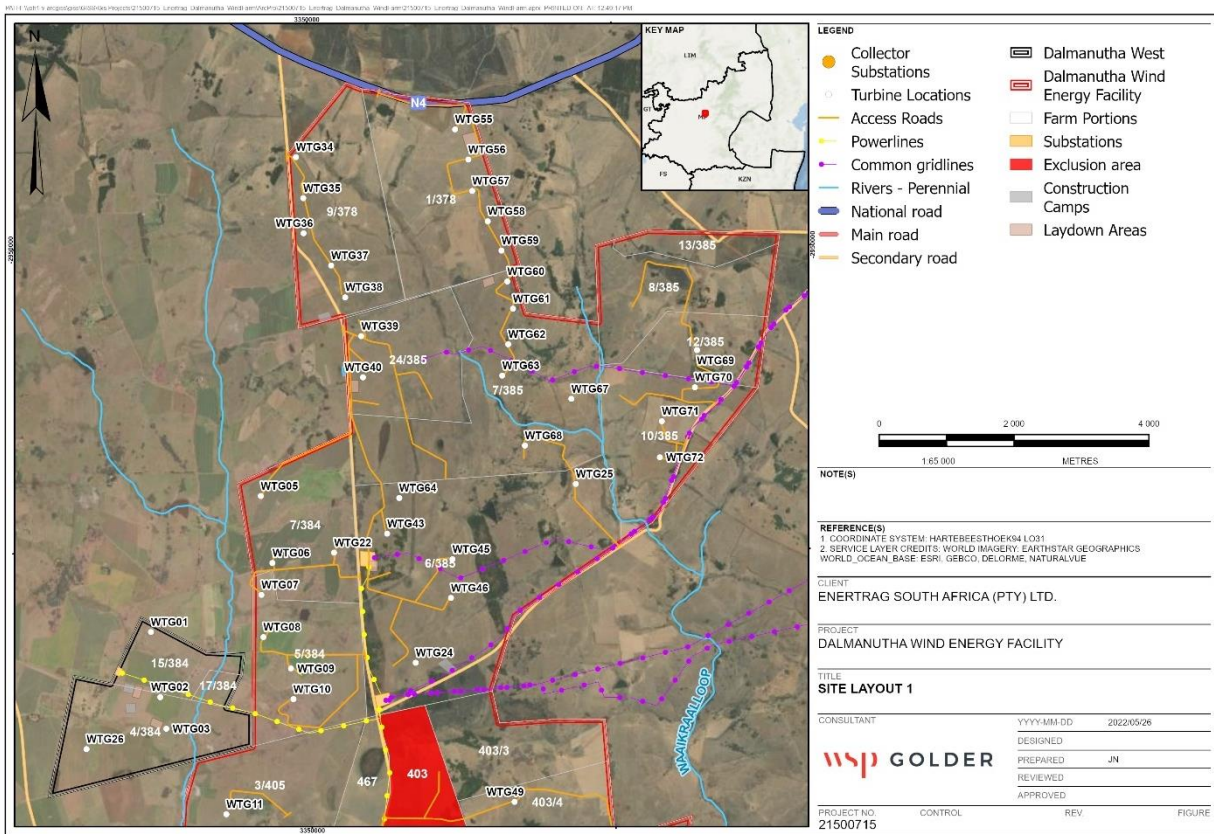 3350000
N
N4
KEY MAP
LIM
GT
MP
FS
KZN
-2950000
-2950000
WTG55
WTG34
WTG56
WTG35
WTG57
9/378
1/378
WTG36
WTG58
WTG59
13/385
WTG37
WTG60
8/385
WTG38
WTG61
WTG39
WTG62
12/385
24/385
WTG63
WTG69
WTG40
7/385
WTG67
WTG70
WTG71
WTG68
10/385
WTG72
WTG05
WTG64
WTG25
7/384
WTG43
WTG06
WTG22
WTG45
6/385
WTG07
WTG46
WTG01
WTG08
15/384
5/384
WTG24
WTG02
17/384
WTG09
WTG10
4/384
WTG03
WTG26
WAAIKRAALLOOP
403/3
3/405
467
403
WTG11
WTG49
403/4
3350000
LEGEND
Collector
Substations
Turbine Locations
Access Roads
Powerlines
Common gridlines
Rivers - Perennial
National road
Main road
Secondary road
Dalmanutha West
Dalmanutha Wind
Energy Facility
Farm Portions
Substations
Exclusion area
Construction
Camps
Laydown Areas
0 2 000 4 000
1:65 000 METRES
NOTE(S)
REFERENCE(S)
1. COORDINATE SYSTEM: HARTEBEESTHOEK94 LO31
2. SERVICE LAYER CREDITS: WORLD IMAGERY: EARTHSTAR GEOGRAPHICS
WORLD_OCEAN_BASE: ESRI, GEBCO, DELORME, NATURALVUE
CLIENT
ENERTRAG SOUTH AFRICA (PTY) LTD.
PROJECT
DALMANUTHA WIND ENERGY FACILITY
TITLE
SITE LAYOUT 1
CONSULTANT
wsp GOLDER
YYYY-MM-DD 2022/05/26
DESIGNED
PREPARED JN
REVIEWED
APPROVED
PROJECT NO. CONTROL REV FIGURE
21500715